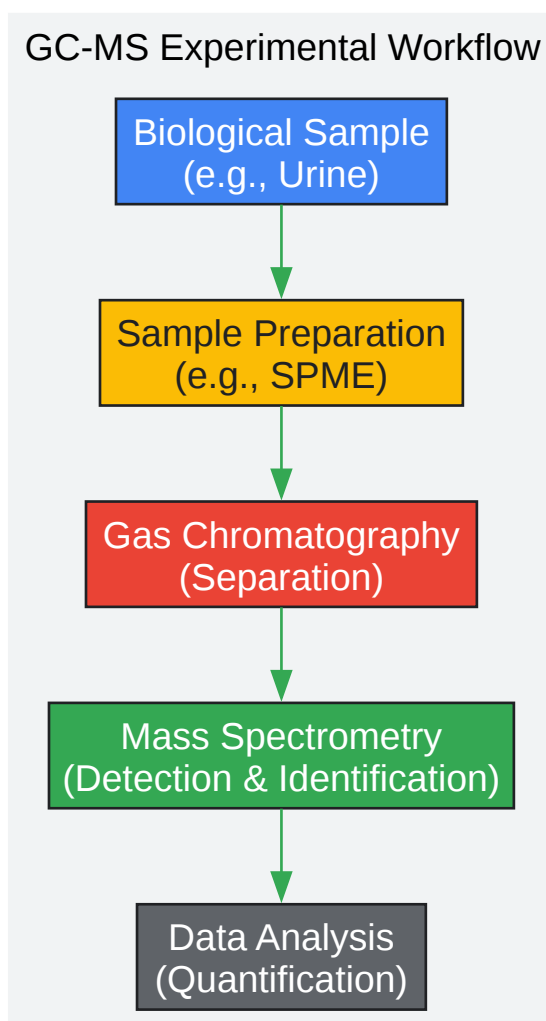 GC-MS Experimental Workflow
Biological Sample
(e.g., Urine)
Sample Preparation
(e.g., SPME)
Gas Chromatography
(Separation)
Mass Spectrometry
(Detection & Identification)
Data Analysis
(Quantification)